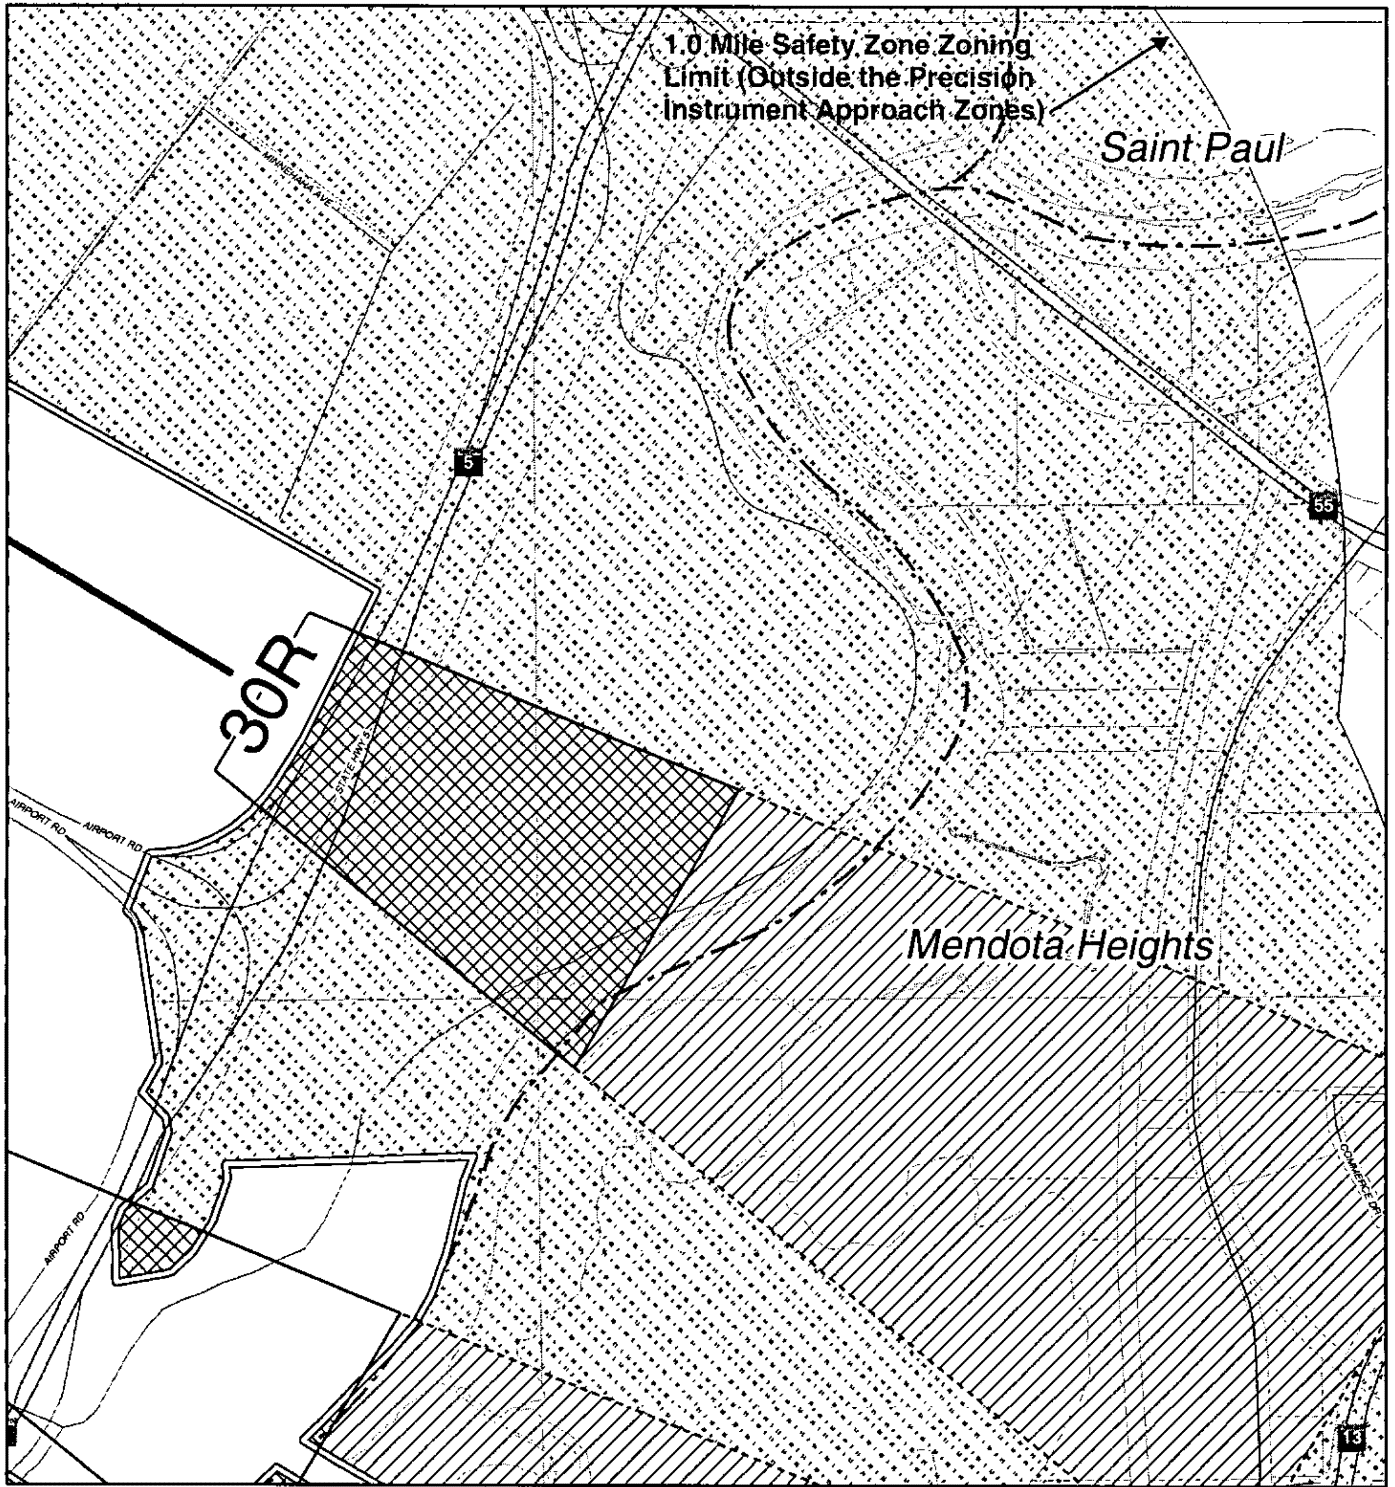 1.0 Mile Safety Zone Zoning
Limit (Outside the Precision
Instrument Approach Zones)
Saint Paul
MINNEHAHA AVE
5
55
30R
STATE HWY 5
AIRPORT RD
AIRPORT RD
Mendota Heights
COMMERCE DR
AIRPORT RD
13